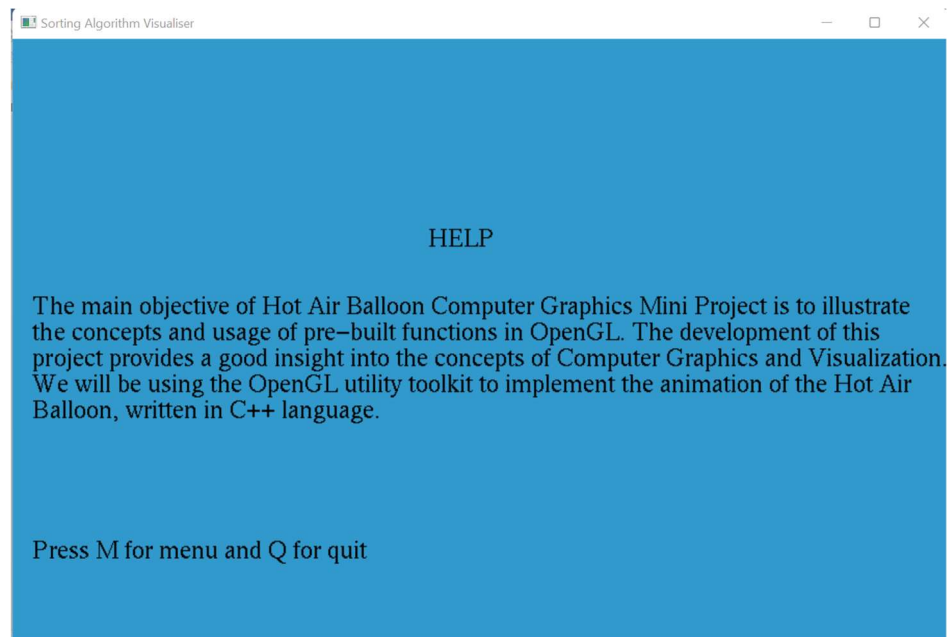 Sorting Algorithm Visualiser
HELP
The main objective of Hot Air Balloon Computer Graphics Mini Project is to illustrate
the concepts and usage of pre-built functions in OpenGL. The development of this
project provides a good insight into the concepts of Computer Graphics and Visualization.
We will be using the OpenGL utility toolkit to implement the animation of the Hot Air
Balloon, written in C++ language.
Press M for menu and Q for quit